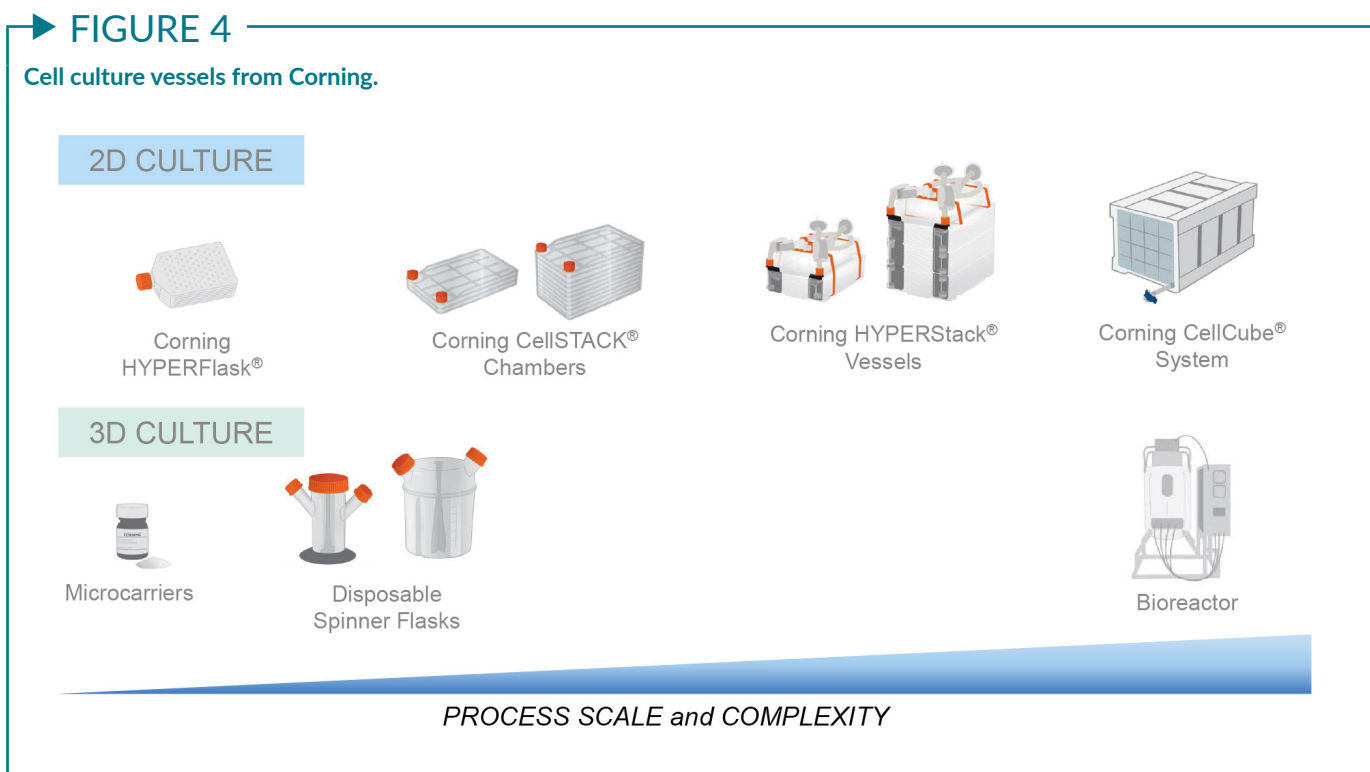 FIGURE 4
Cell culture vessels from Corning.
2D CULTURE
Corning
HYPERFlask®
Corning CellSTACK®
Chambers
Corning HYPERStack®
Vessels
Corning CellCube®
System
3D CULTURE
CORNING
Microcarriers
Disposable
Spinner Flasks
Bioreactor
PROCESS SCALE and COMPLEXITY